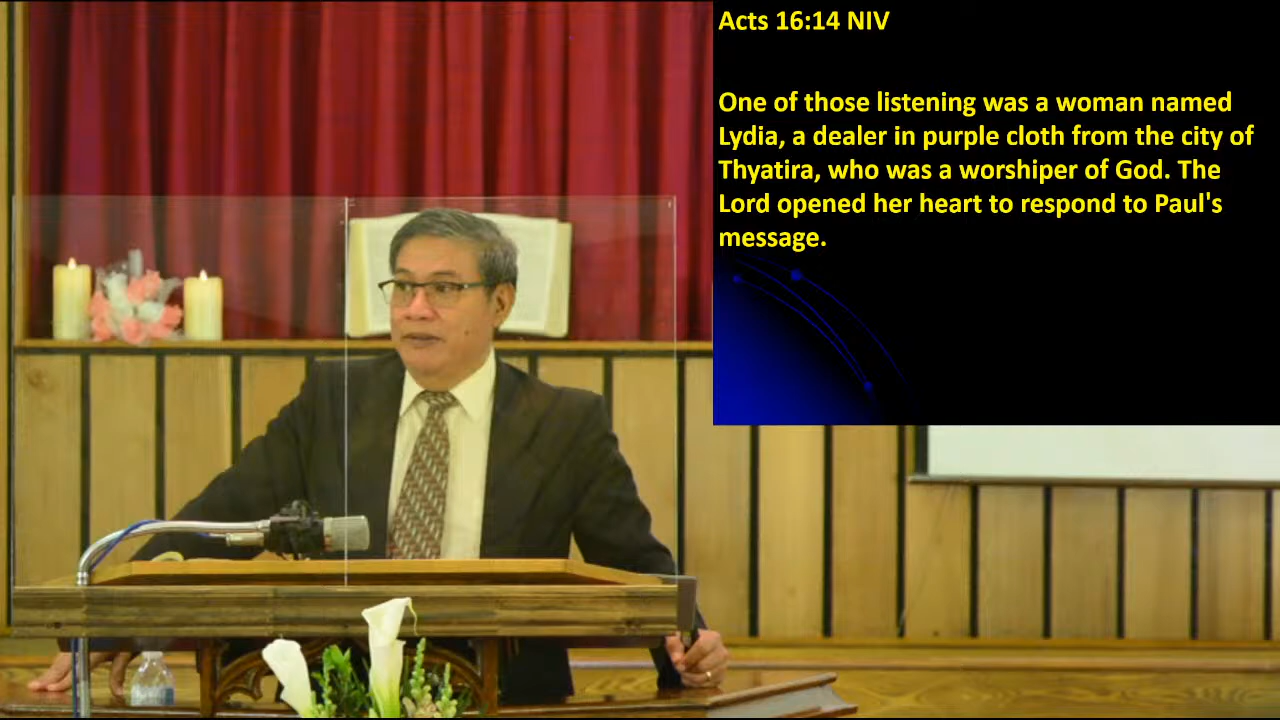 Acts 16:14 NIV
One of those listening was a woman named
Lydia, a dealer in purple cloth from the city of
Thyatira, who was a worshiper of God. The
Lord opened her heart to respond to Paul's
message.